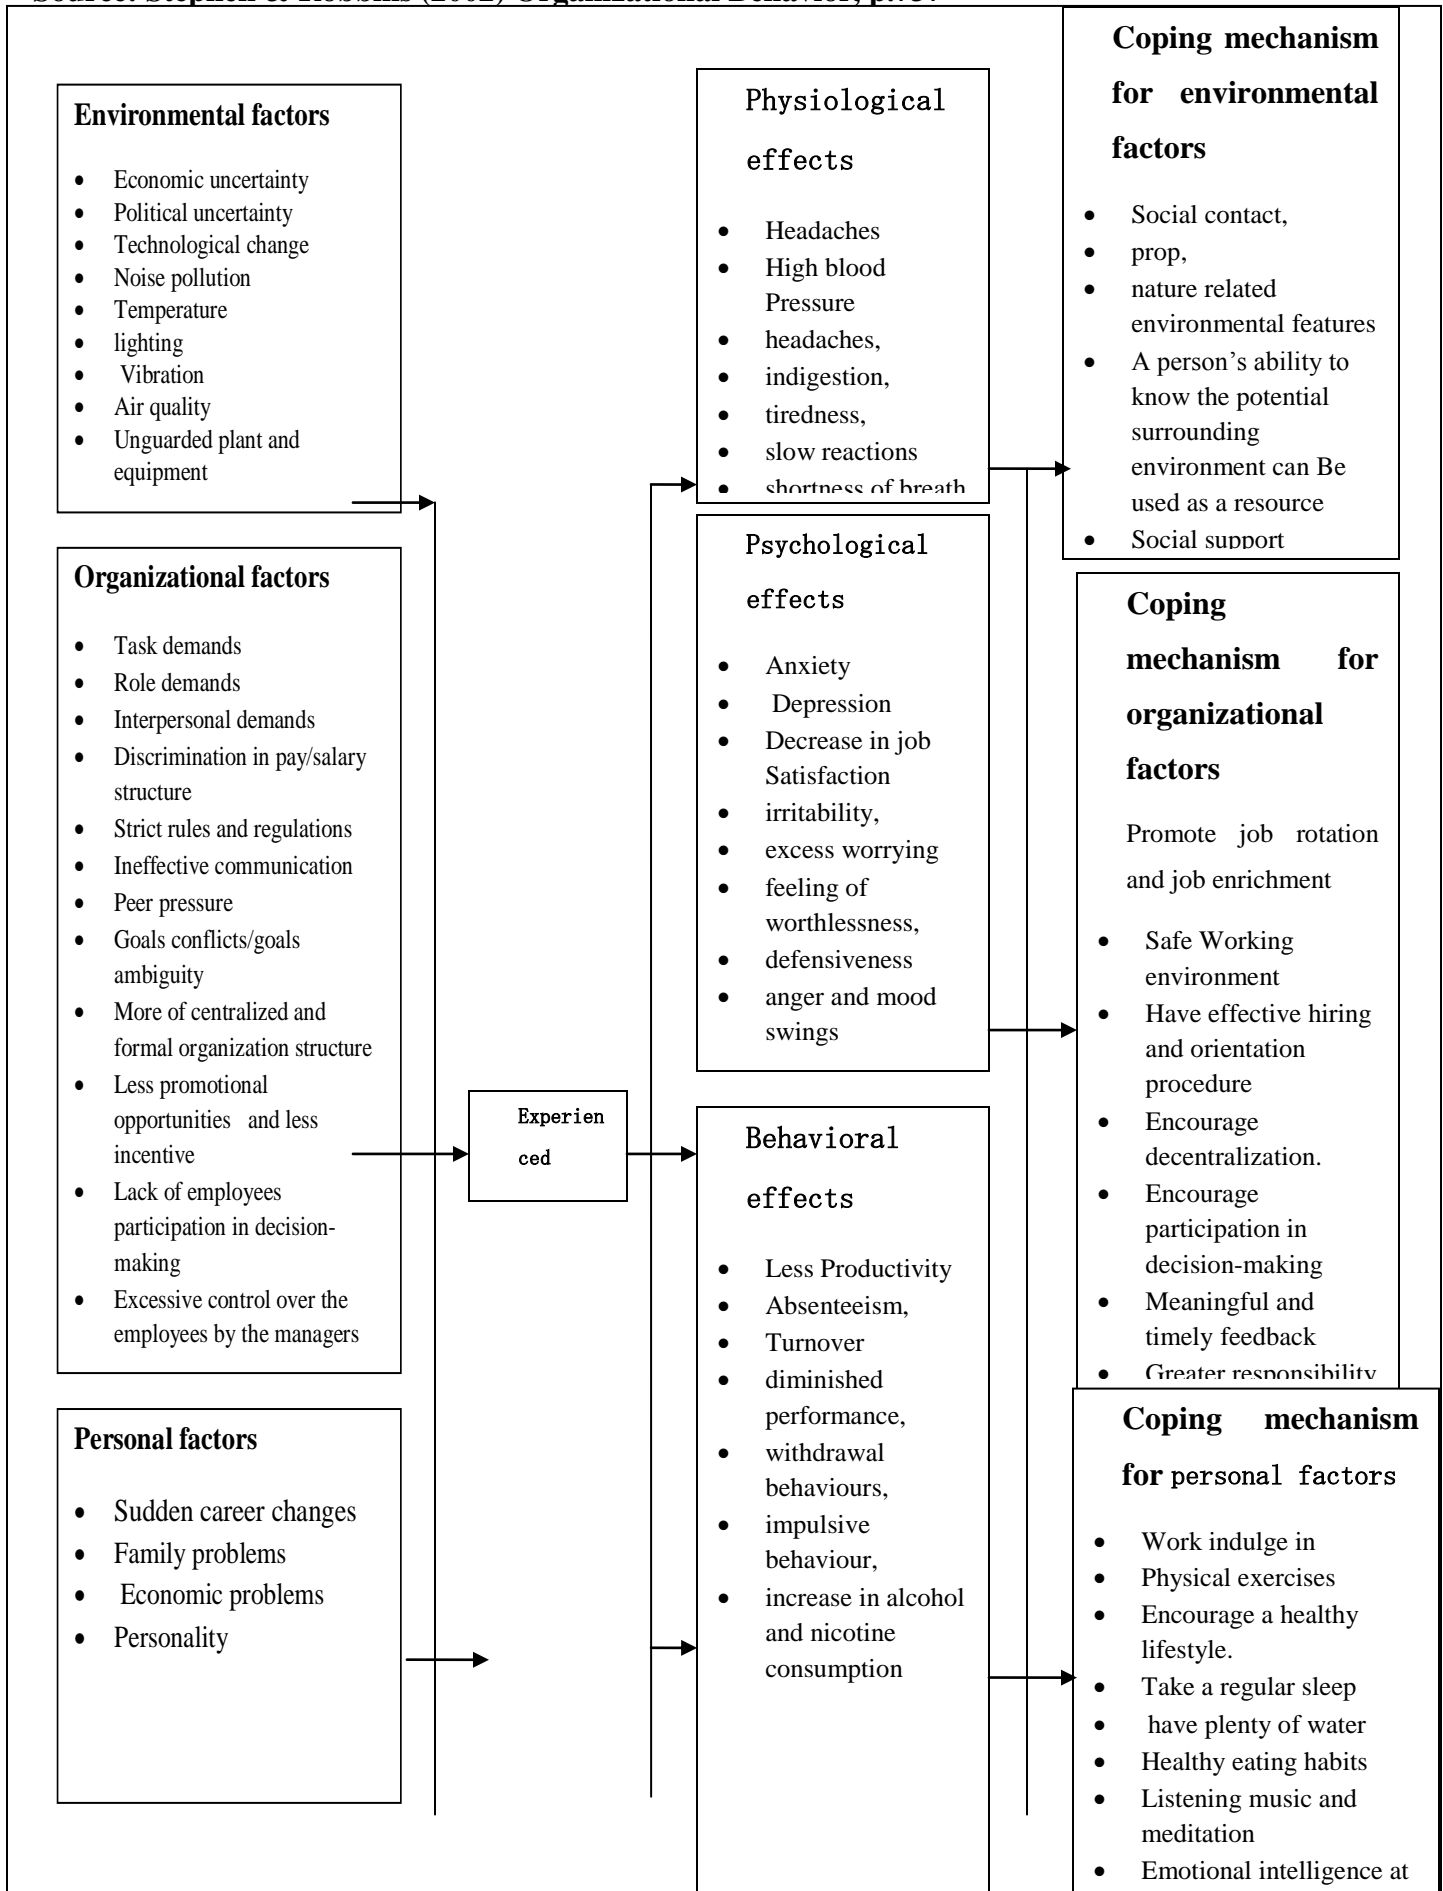 Environmental factors
• Economic uncertainty
• Political uncertainty
• Technological change
• Noise pollution
• Temperature
• lighting
• Vibration
• Air quality
• Unguarded plant and
equipment
Organizational factors
• Task demands
• Role demands
• Interpersonal demands
• Discrimination in pay/salary
structure
• Strict rules and regulations
• Ineffective communication
• Peer pressure
• Goals conflicts/goals
ambiguity
• More of centralized and
formal organization structure
• Less promotional
opportunities and less
incentive
• Lack of employees
participation in decision-
making
• Excessive control over the
employees by the managers
Personal factors
• Sudden career changes
• Family problems
• Economic problems
• Personality
Experien
ced
Physiological
effects
• Headaches
• High blood
Pressure
• headaches,
• indigestion,
• tiredness,
• slow reactions
• shortness of breath
Psychological
effects
• Anxiety
• Depression
• Decrease in job
Satisfaction
• irritability,
• excess worrying
• feeling of
worthlessness,
• defensiveness
• anger and mood
swings
Behavioral
effects
• Less Productivity
• Absenteeism,
• Turnover
• diminished
performance,
• withdrawal
behaviours,
• impulsive
behaviour,
• increase in alcohol
and nicotine
consumption
Coping mechanism
for environmental
factors
• Social contact,
• prop,
• nature related
environmental features
• A person’s ability to
know the potential
surrounding
environment can Be
used as a resource
• Social support
Coping
mechanism for
organizational
factors
Promote job rotation
and job enrichment
• Safe Working
environment
• Have effective hiring
and orientation
procedure
• Encourage
decentralization.
• Encourage
participation in
decision-making
• Meaningful and
timely feedback
• Greater responsibility
Coping mechanism
for personal factors
• Work indulge in
• Physical exercises
• Encourage a healthy
lifestyle.
• Take a regular sleep
• have plenty of water
• Healthy eating habits
• Listening music and
meditation
• Emotional intelligence at